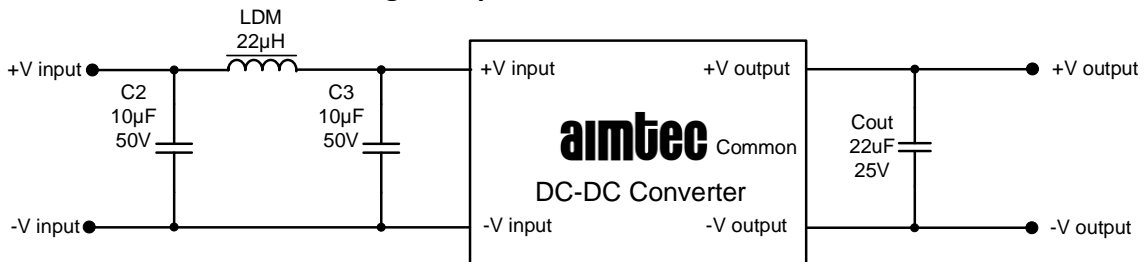 LDM
22µH
+V input
+V input
+V output
+V output
C2
10µF
50V
C3
10µF
50V
aimtec
Common
DC-DC Converter
Cout
22uF
25V
-V input
-V input
-V output
-V output